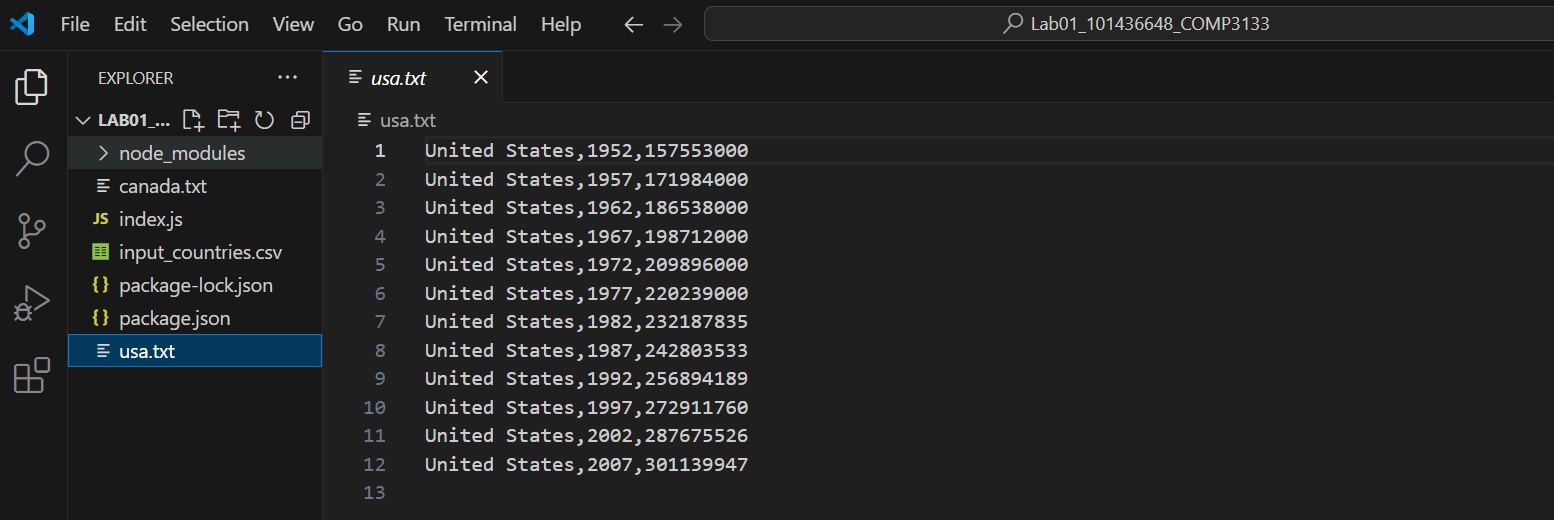 File Edit Selection View Go Run Terminal Help
Lab01_101436648_COMP3133
EXPLORER
LAB01_...
node_modules
canada.txt
JS index.js
input_countries.csv
{} package-lock.json
{} package.json
usa.txt
usa.txt
usa.txt
1 United States,1952,157553000
2 United States,1957,171984000
3 United States,1962,186538000
4 United States,1967,198712000
5 United States,1972,209896000
6 United States,1977,220239000
7 United States,1982,232187835
8 United States,1987,242803533
9 United States,1992,256894189
10 United States,1997,272911760
11 United States,2002,287675526
12 United States,2007,301139947
13